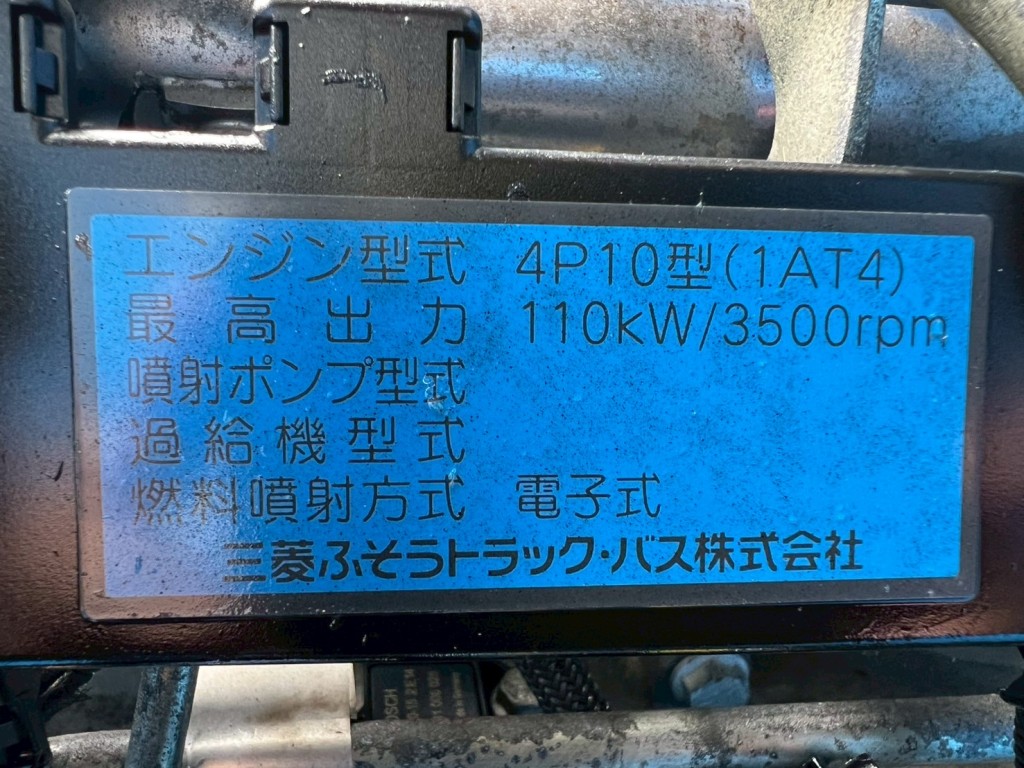 エンジン型式 4P10型(1AT4)
最高出力 110kW/3500rpm
噴射ポンプ型式
過給機型式
燃料噴射方式 電子式
三菱ふそうトラック・バス株式会社